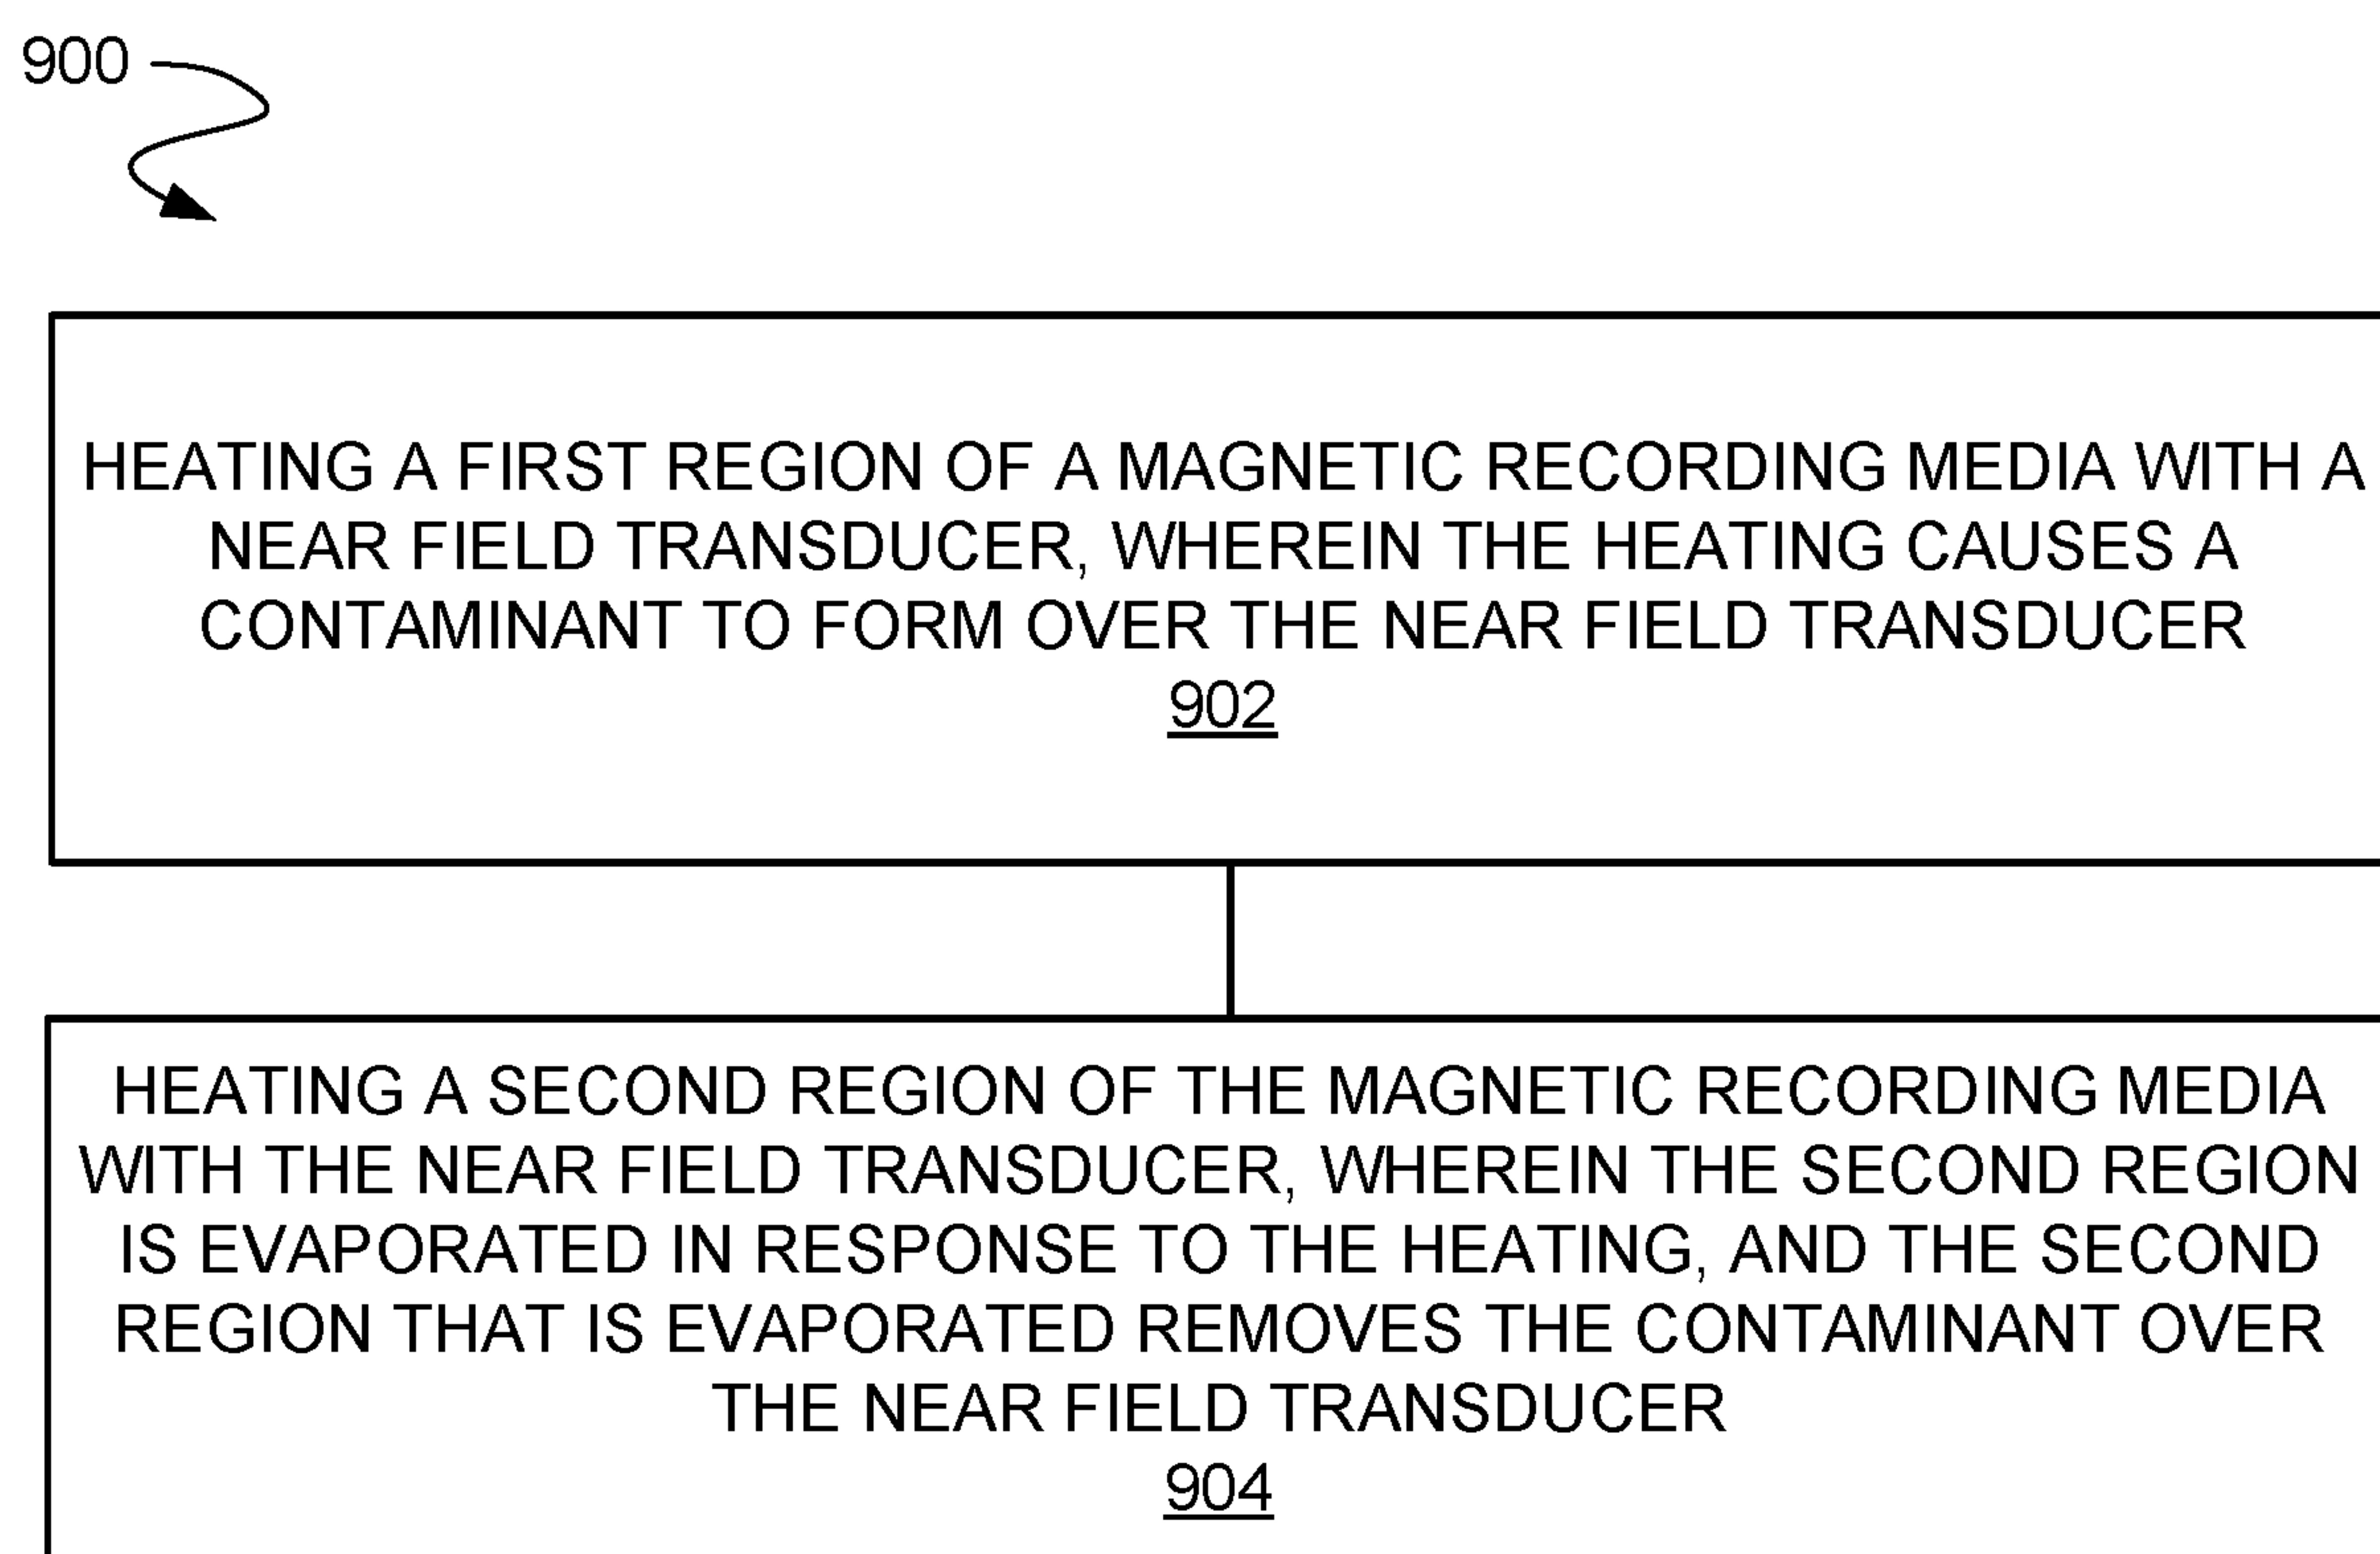 900
HEATING A FIRST REGION OF A MAGNETIC RECORDING MEDIA WITH A
NEAR FIELD TRANSDUCER, WHEREIN THE HEATING CAUSES A
CONTAMINANT TO FORM OVER THE NEAR FIELD TRANSDUCER
902
HEATING A SECOND REGION OF THE MAGNETIC RECORDING MEDIA
WITH THE NEAR FIELD TRANSDUCER, WHEREIN THE SECOND REGION
IS EVAPORATED IN RESPONSE TO THE HEATING, AND THE SECOND
REGION THAT IS EVAPORATED REMOVES THE CONTAMINANT OVER
THE NEAR FIELD TRANSDUCER
904